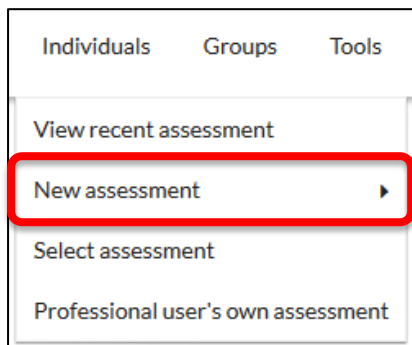 Individuals Groups Tools
View recent assessment
New assessment
Select assessment
Professional user's own assessment